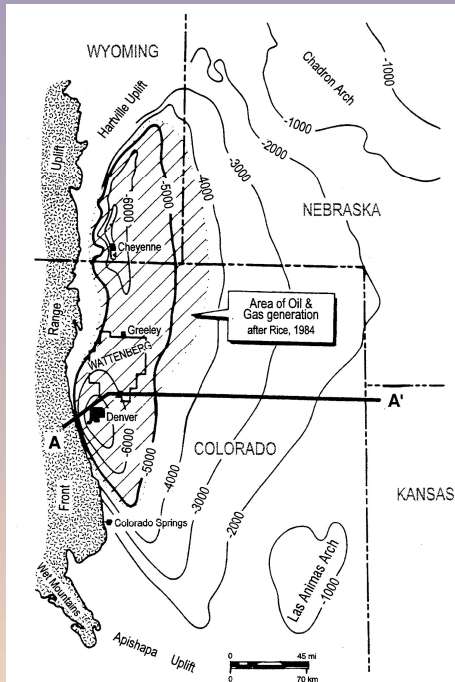 WYOMING
Hartville Uplift
Chadron Arch
-1000
-1000
-2000
-3000
-4000
-5000
-6000
Uplift
NEBRASKA
Cheyenne
Area of Oil &
Gas generation
after Rice, 1984
Range
Greeley
WATTENBERG
A
A'
Denver
-6000
-5000
-4000
-3000
-2000
COLORADO
KANSAS
Front
Colorado Springs
Las Animas Arch
-1000
Wet Mountains
Apishapa Uplift
0 45 mi
0 70 km